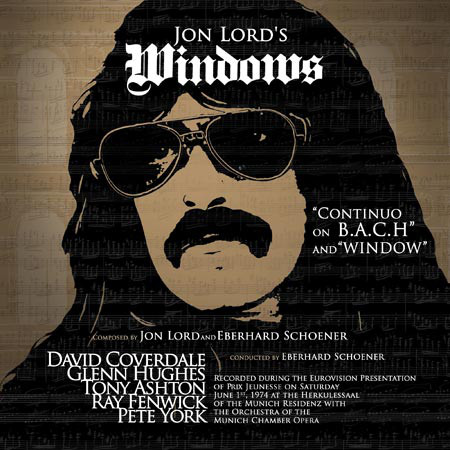 Jon Lord's
Windows
"Continuo
on B.A.C.H"
and "window"
Composed by Jon Lord and Eberhard Schoener
David Coverdale
Glenn Hughes
Tony Ashton
Ray Fenwick
Pete York
conducted by Eberhard Schoener
Recorded during the Eurovision Presentation
of Prix Jeunesse on Saturday
June 1st, 1974 at the Herkulessaal
of the Munich Residenz with
the Orchestra of the
Munich Chamber Opera